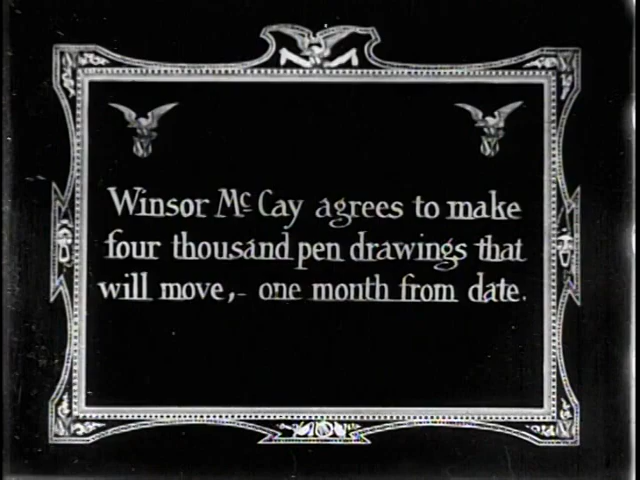 Winsor McCay agrees to make
four thousand pen drawings that
will move,- one month from date.